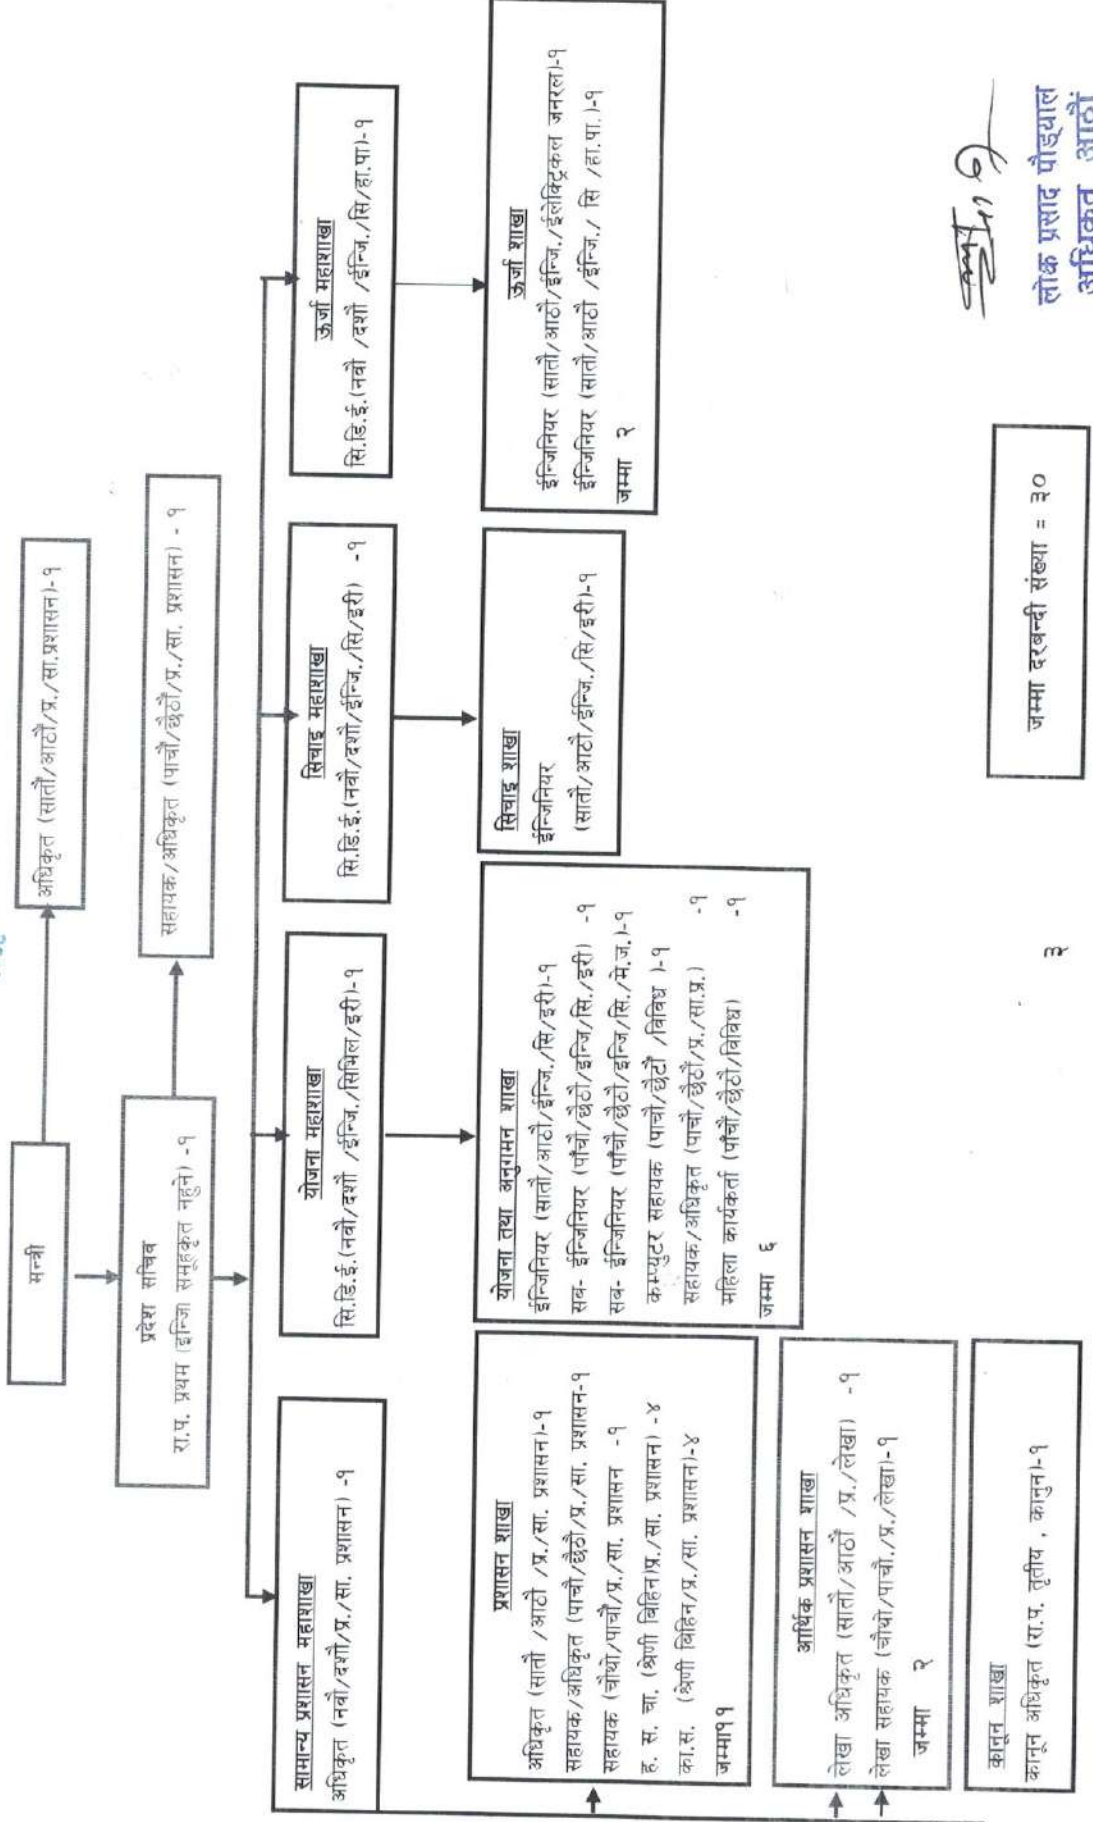 मन्त्री
अधिकृत (सातौं/आठौं/प्र./सा.प्रशासन)-१
प्रदेश सचिव
रा.प. प्रथम (इन्जि समूहकृत नहुने) -१
सहायक/अधिकृत (पाचौं/छैठौं/प्र./सा. प्रशासन) - १
सामान्य प्रशासन महाशाखा
अधिकृत (नवौं/दशौं/प्र./सा. प्रशासन) -१
योजना महाशाखा
सि.डि.ई.(नवौं/दशौं /ईन्जि./सिभिल/इरी)-१
सिंचाइ महाशाखा
सि.डि.ई.(नवौं/दशौं/ईन्जि./सि/इरी) -१
ऊर्जा महाशाखा
सि.डि.ई.(नवौं /दशौं /ईन्जि./सि/हा.पा)-१
प्रशासन शाखा
अधिकृत (सातौं /आठौं /प्र./सा. प्रशासन)-१
सहायक/अधिकृत (पाचौं/छैठौं/प्र./सा. प्रशासन-१
सहायक (चौथो/पाचौं/प्र./सा. प्रशासन -१
ह. स. चा. (श्रेणी बिहिन)प्र./सा. प्रशासन) -४
का.स. (श्रेणी बिहिन/प्र./सा. प्रशासन)-४
जम्मा११
योजना तथा अनुगमन शाखा
ईन्जिनियर (सातौं/आठौं/ईन्जि./सि/इरी)-१
सब- ईन्जिनियर (पाँचौं/छैठौं/इन्जि/सि./इरी) -१
सब- ईन्जिनियर (पाँचौं/छैठौं/इन्जि/सि./मे.ज.)-१
कम्प्युटर सहायक (पाचौं/छैटौं /विविध )-१
सहायक/अधिकृत (पाचौं/छैठौं/प्र./सा.प्र.) -१
महिला कार्यकर्ता (पाँचौं/छैठौं/विविध) -१
जम्मा ६
सिंचाइ शाखा
ईन्जिनियर
(सातौं/आठौं/ईन्जि./सि/इरी)-१
ऊर्जा शाखा
ईन्जिनियर (सातौं/आठौं/ईन्जि./ईलेक्ट्रिकल जनरल)-१
ईन्जिनियर (सातौं/आठौं /ईन्जि./ सि /हा.पा.)-१
जम्मा २
आर्थिक प्रशासन शाखा
लेखा अधिकृत (सातौं/आठौं /प्र./लेखा) -१
लेखा सहायक (चौथो/पाचौं./प्र./लेखा)-१
जम्मा २
कानून शाखा
कानून अधिकृत (रा.प. तृतीय , कानून)-१
जम्मा दरबन्दी संख्या = ३०
लोक प्रसाद पौड्याल
अधिकृत आठौं
३